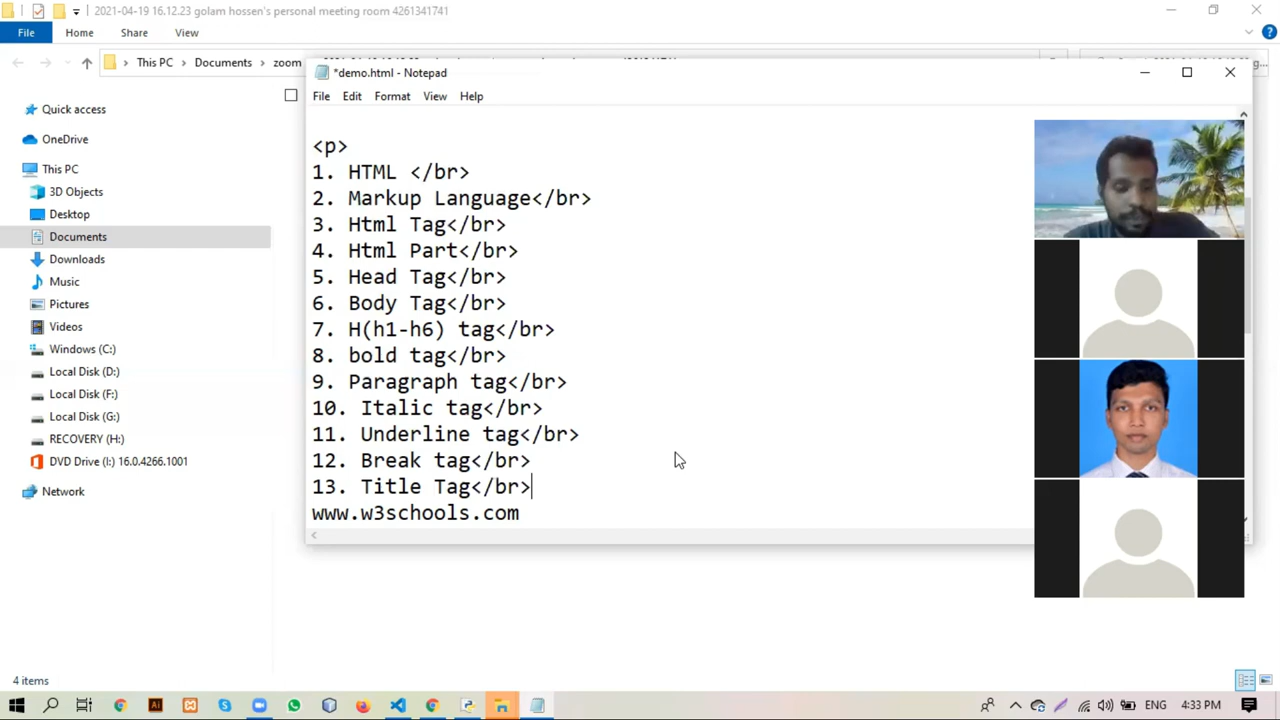 2021-04-19 16.12.23 golam hossen's personal meeting room 4261341741
File Home Share View
This PC Documents zoom
*demo.html - Notepad
File Edit Format View Help
Quick access
OneDrive
This PC
3D Objects
Desktop
Documents
Downloads
Music
Pictures
Videos
Windows (C:)
Local Disk (D:)
Local Disk (F:)
Local Disk (G:)
RECOVERY (H:)
DVD Drive (I:) 16.0.4266.1001
Network
<p>
1. HTML </br>
2. Markup Language</br>
3. Html Tag</br>
4. Html Part</br>
5. Head Tag</br>
6. Body Tag</br>
7. H(h1-h6) tag</br>
8. bold tag</br>
9. Paragraph tag</br>
10. Italic tag</br>
11. Underline tag</br>
12. Break tag</br>
13. Title Tag</br>
www.w3schools.com
4 items
ENG 4:33 PM